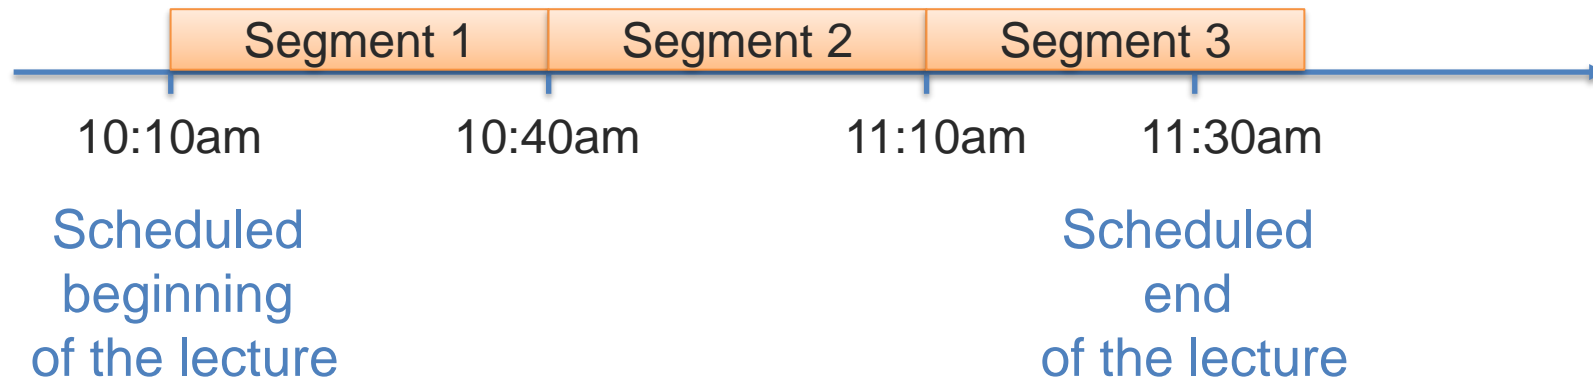 Segment 1 Segment 2 Segment 3
10:10am 10:40am 11:10am 11:30am
Scheduled
beginning
of the lecture
Scheduled
end
of the lecture